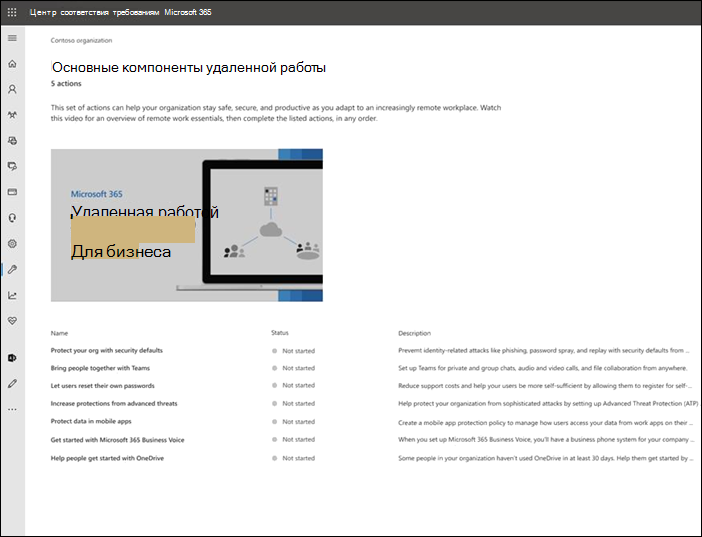 Центр соответствия требованиям Microsoft 365
Contoso organization
Основные компоненты удаленной работы
5 actions
This set of actions can help your organization stay safe, secure, and productive as you adapt to an increasingly remote workplace. Watch
this video for an overview of remote work essentials, then complete the listed actions, in any order.
Microsoft 365
Удаленная работой
Для бизнеса
Name Status Description
Protect your org with security defaults Not started Prevent identity-related attacks like phishing, password spray, and replay with security defaults from ...
Bring people together with Teams Not started Set up Teams for private and group chats, audio and video calls, and file collaboration from anywhere.
Let users reset their own passwords Not started Reduce support costs and help your users be more self-sufficient by allowing them to register for self-...
Increase protections from advanced threats Not started Help protect your organization from sophisticated attacks by setting up Advanced Threat Protection (ATP)
Protect data in mobile apps Not started Create a mobile app protection policy to manage how users access your data from work apps on their ...
Get started with Microsoft 365 Business Voice Not started When you set up Microsoft 365 Business Voice, you'll have a business phone system for your company ...
Help people get started with OneDrive Not started Some people in your organization haven't used OneDrive in at least 30 days. Help them get started by ...